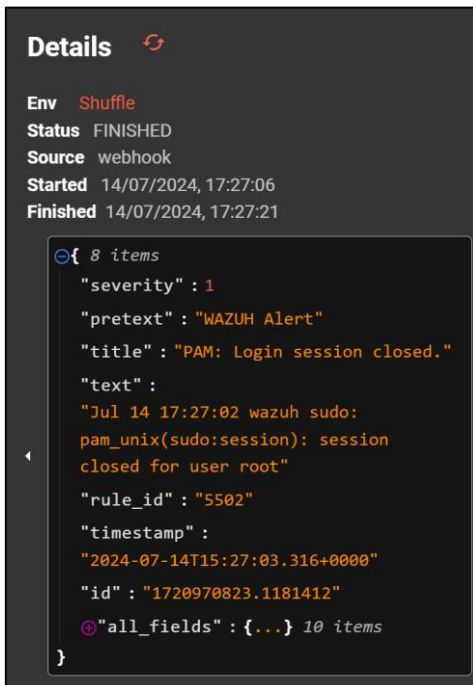 Details
Env Shuffle
Status FINISHED
Source webhook
Started 14/07/2024, 17:27:06
Finished 14/07/2024, 17:27:21
{ 8 items
"severity" : 1
"pretext" : "WAZUH Alert"
"title" : "PAM: Login session closed."
"text" :
"Jul 14 17:27:02 wazuh sudo:
pam_unix(sudo:session): session
closed for user root"
"rule_id" : "5502"
"timestamp" :
"2024-07-14T15:27:03.316+0000"
"id" : "1720970823.1181412"
"all_fields" : {...} 10 items
}